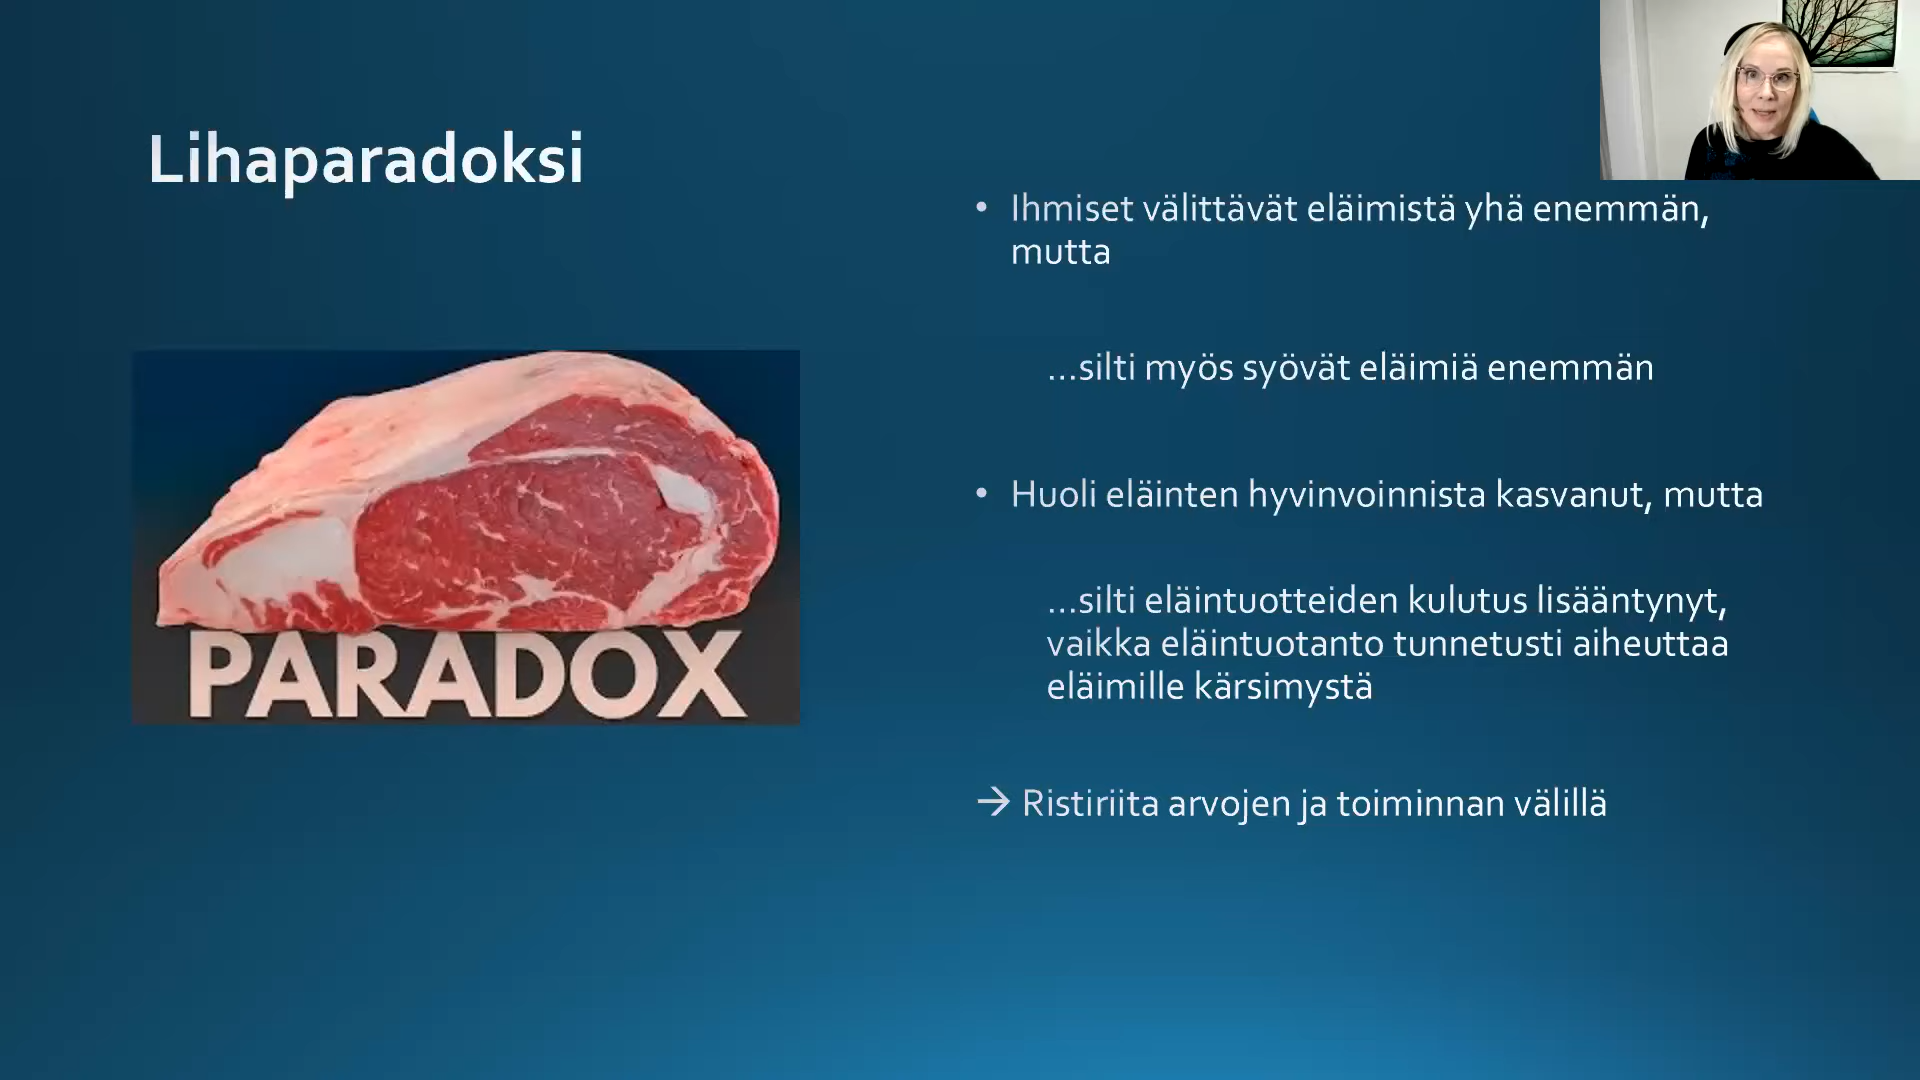 Lihaparadoksi
• Ihmiset välittävät eläimistä yhä enemmän,
mutta
...silti myös syövät eläimiä enemmän
• Huoli eläinten hyvinvoinnista kasvanut, mutta
...silti eläintuotteiden kulutus lisääntynyt,
vaikka eläintuotanto tunnetusti aiheuttaa
eläimille kärsimystä
→ Ristiriita arvojen ja toiminnan välillä
PARADOX